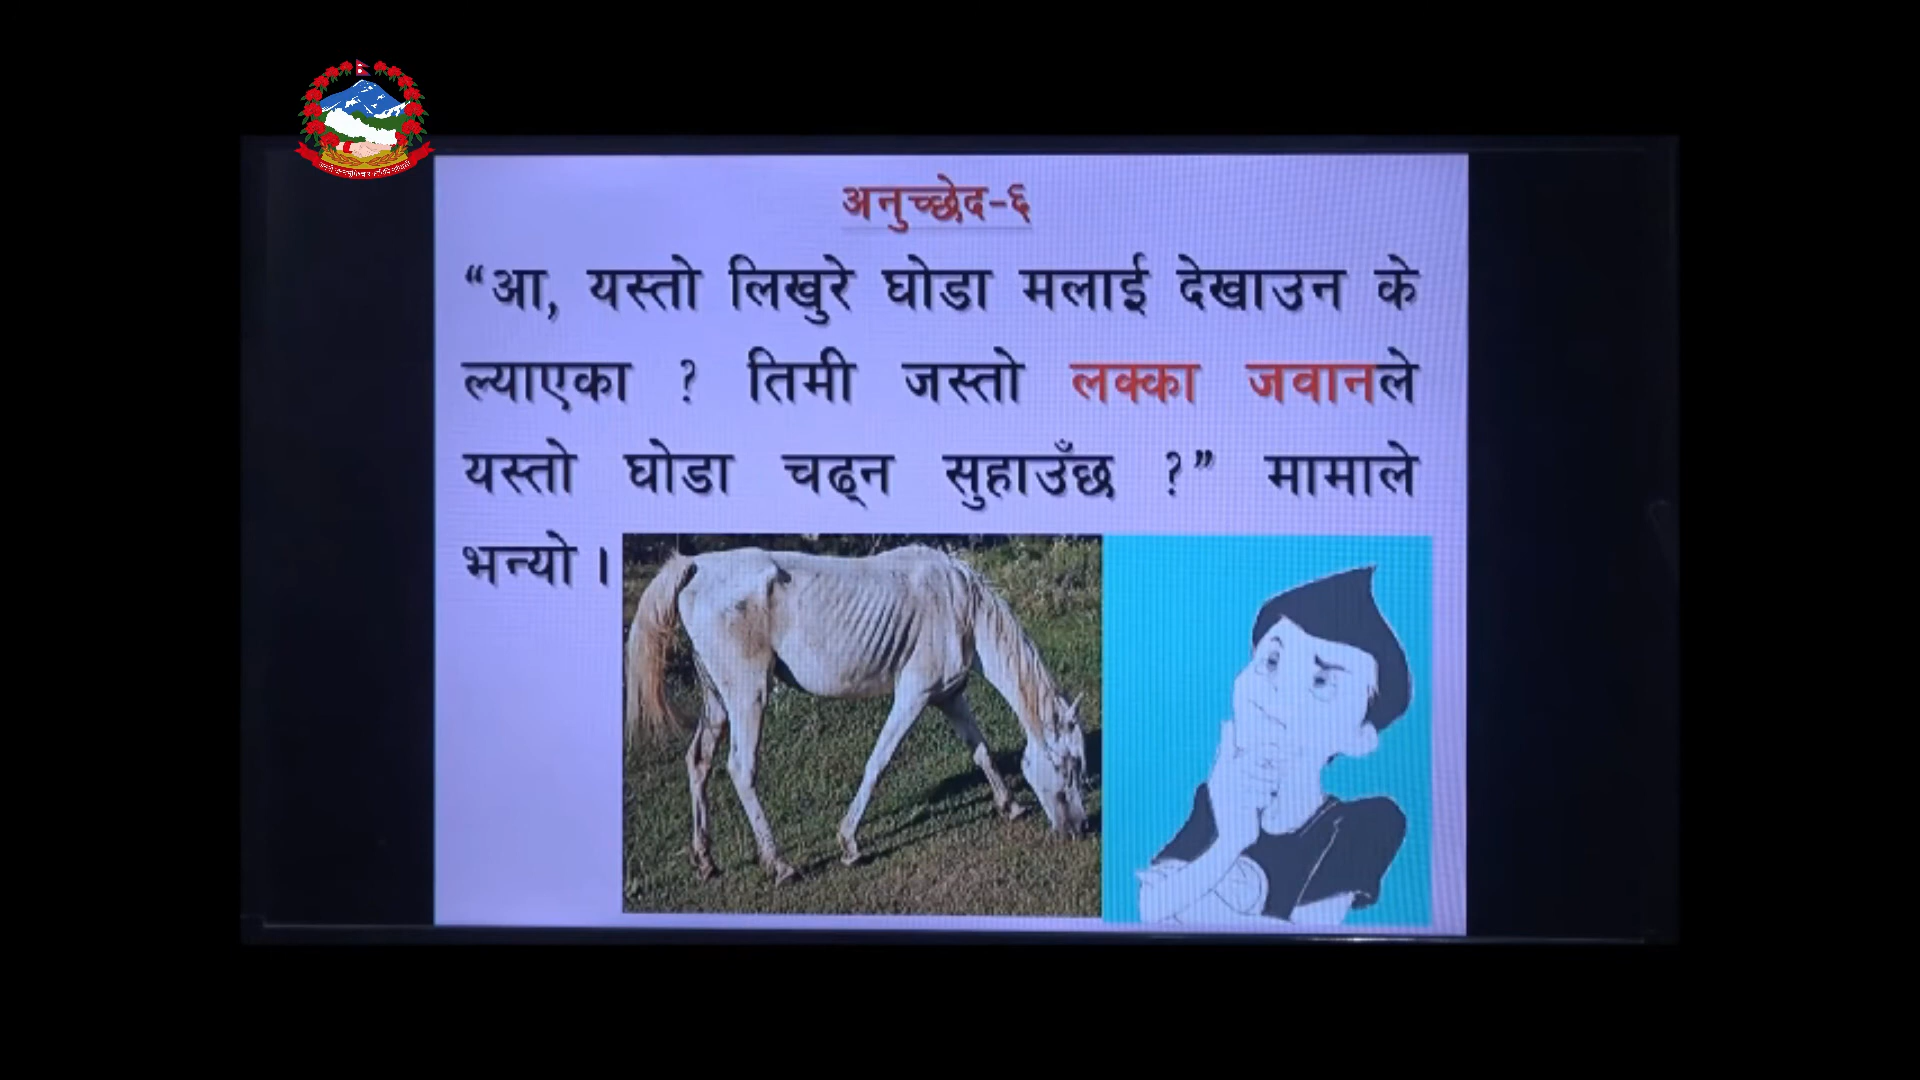 अनुच्छेद-६
“आ, यस्तो लिखुरे घोडा मलाई देखाउन के
ल्याएका ? तिमी जस्तो लक्का जवानले
यस्तो घोडा चढ्न सुहाउँछ ?” मामाले
भन्यो ।